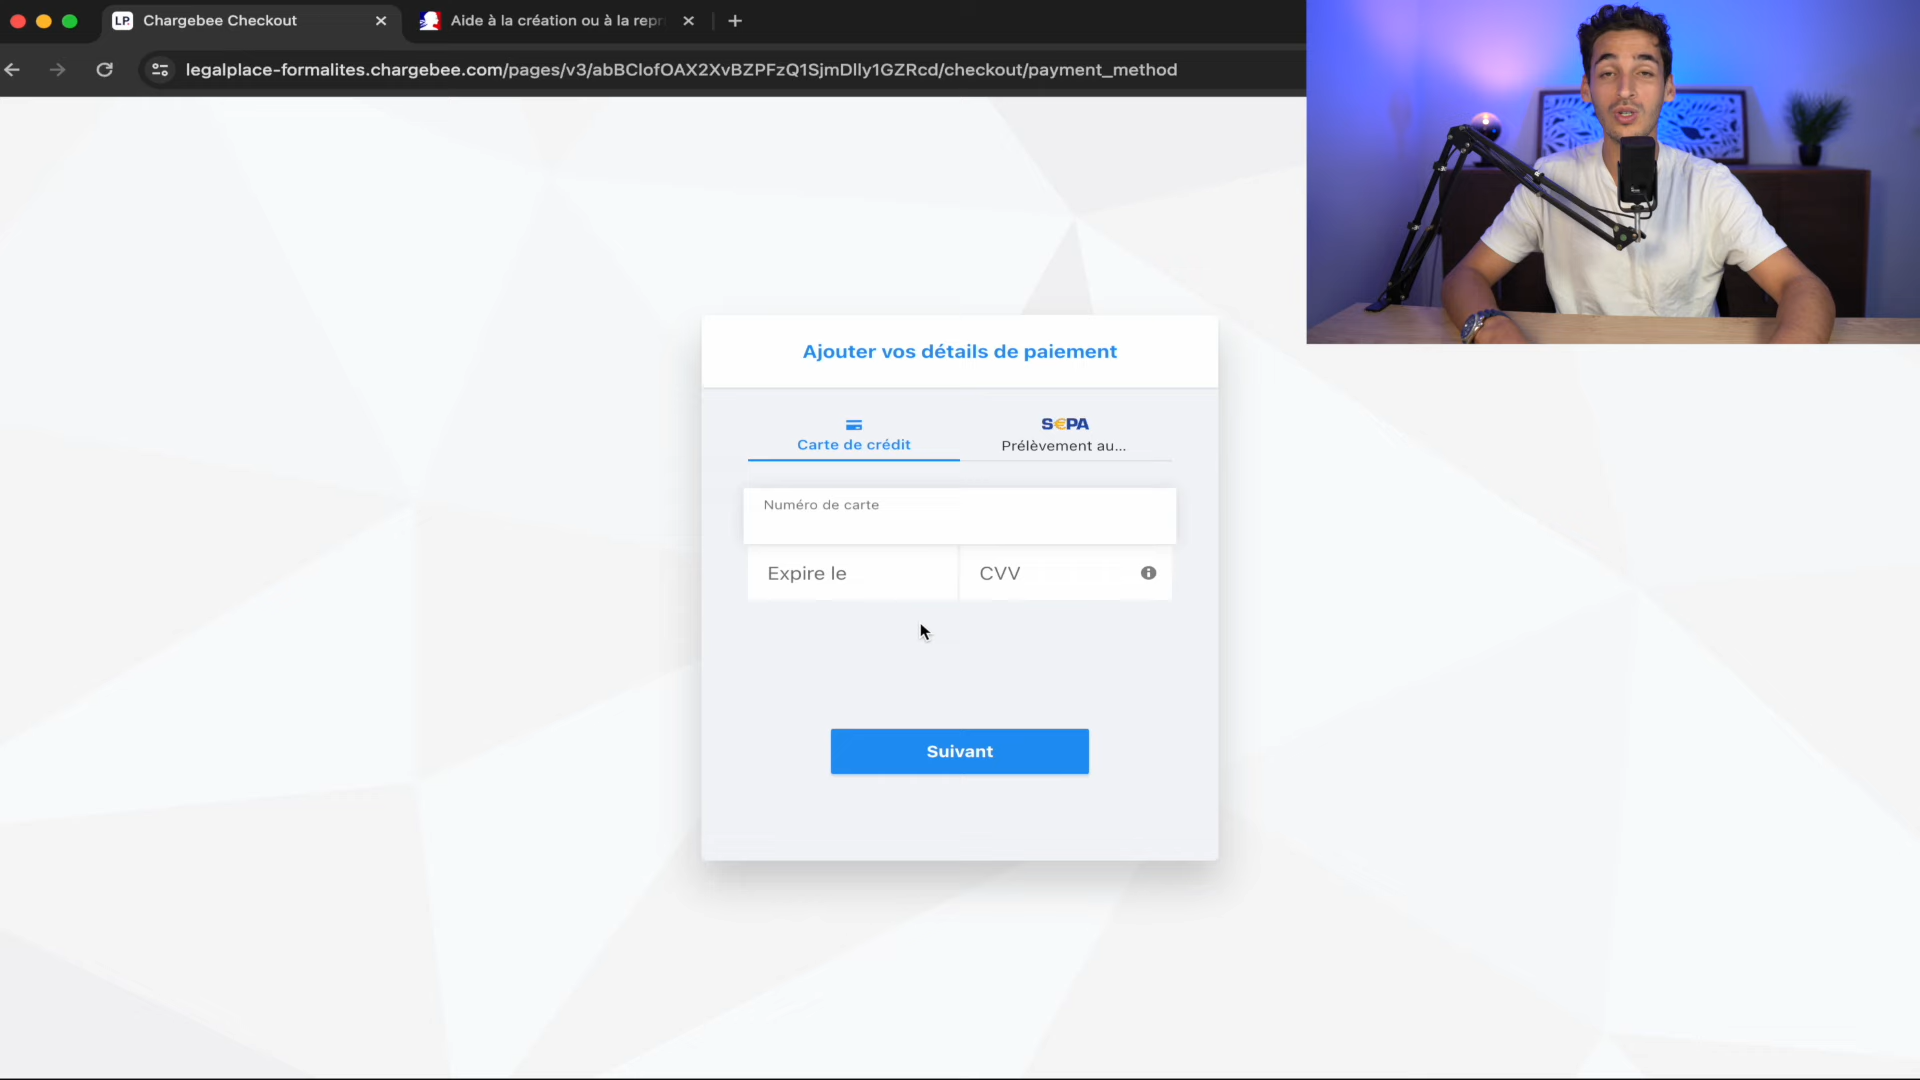 LP. Chargebee Checkout
Aide à la création ou à la repr
legalplace-formalites.chargebee.com/pages/v3/abBClofOAX2XvBZPFzQ1SjmDlly1GZRcd/checkout/payment_method
Ajouter vos détails de paiement
Carte de crédit
SEPA
Prélèvement au...
Numéro de carte
Expire le
CVV
Suivant